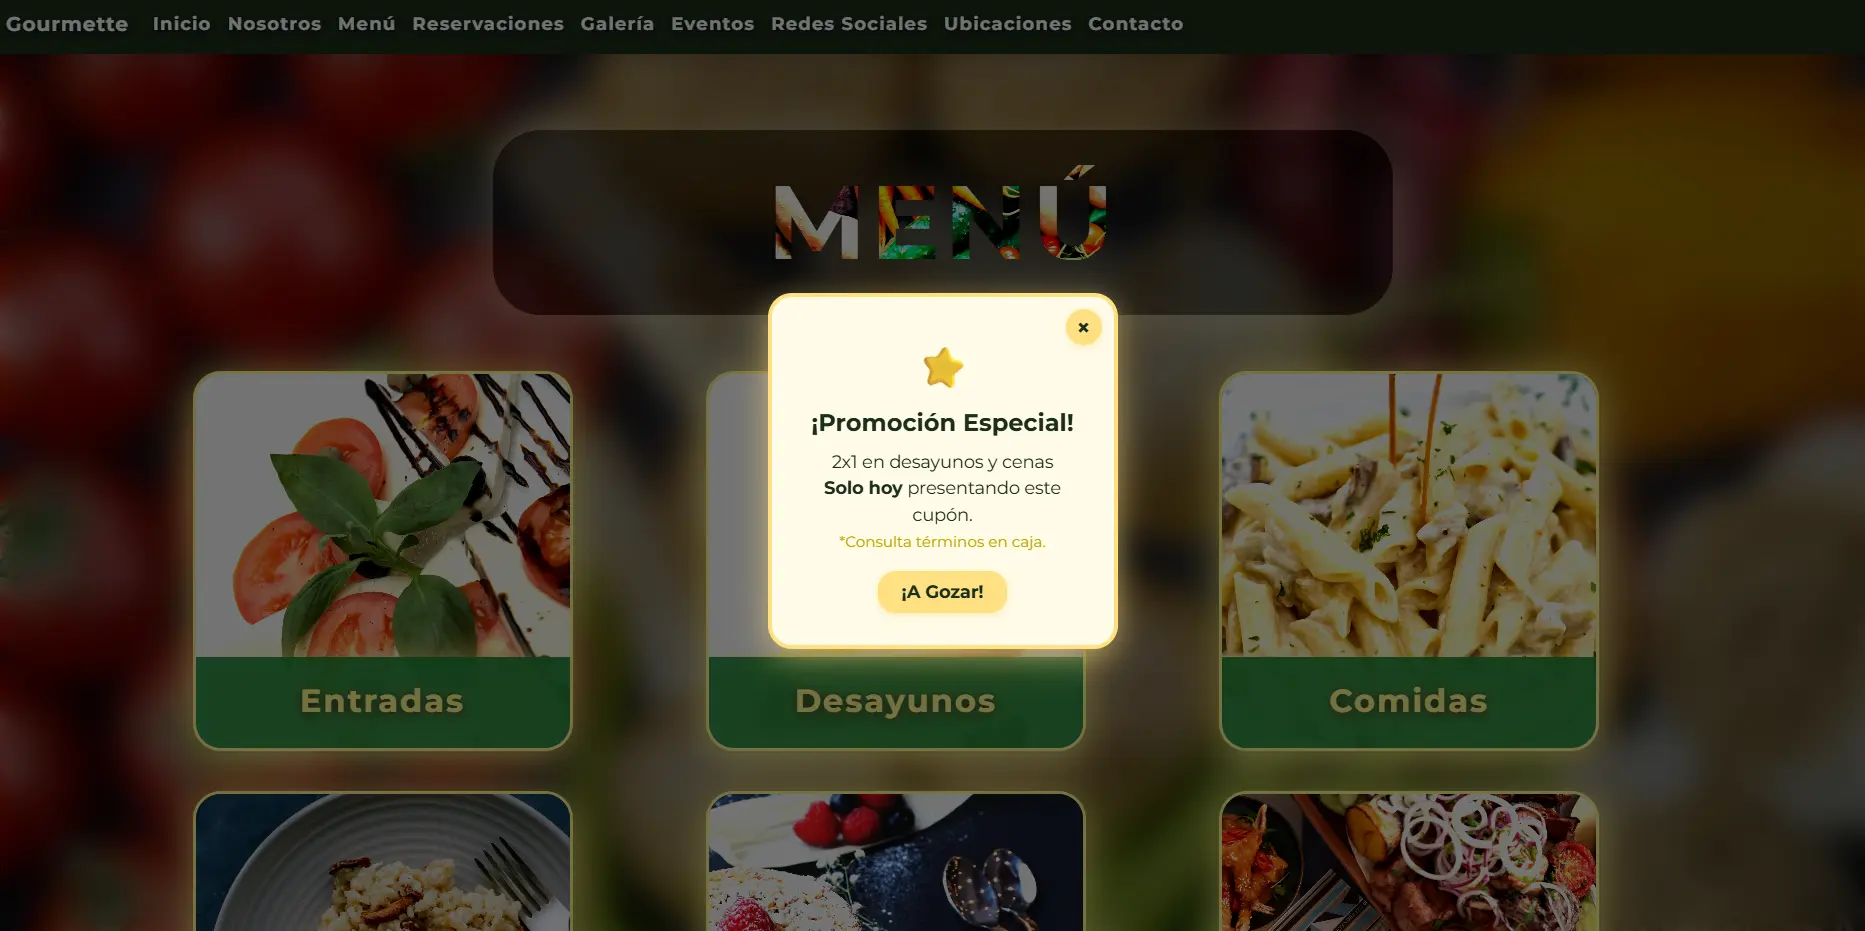 Gourmette Inicio Nosotros Menú Reservaciones Galería Eventos Redes Sociales Ubicaciones Contacto
MENÚ
×
¡Promoción Especial!
2x1 en desayunos y cenas
Solo hoy presentando este
cupón.
*Consulta términos en caja.
¡A Gozar!
Entradas
Desayunos
Comidas